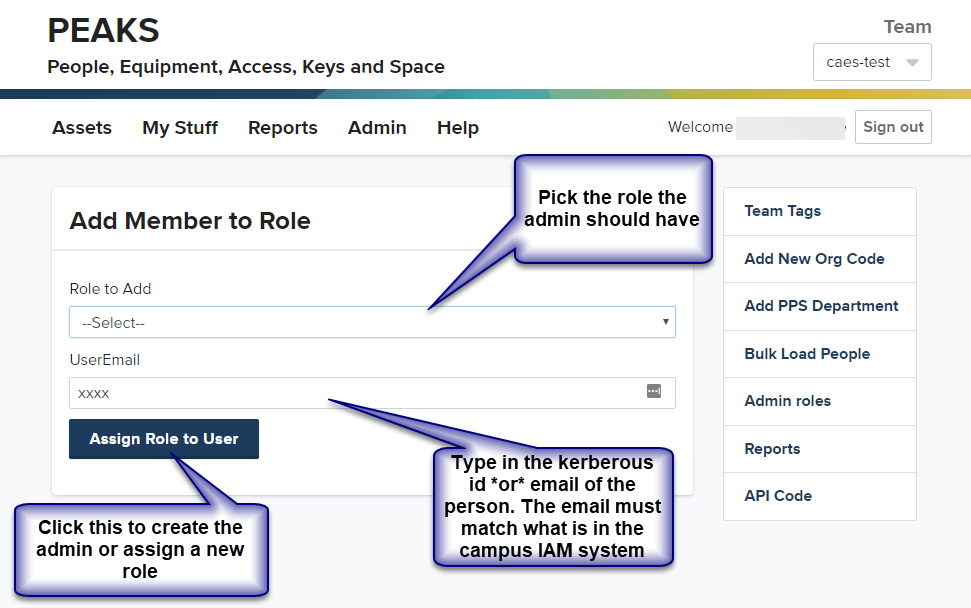 PEAKS
People, Equipment, Access, Keys and Space
Team
caes-test
Assets
My Stuff
Reports
Admin
Help
Welcome
Sign out
Pick the role the
admin should have
Add Member to Role
Role to Add
--Select--
UserEmail
xxxx
Assign Role to User
Type in the kerberous
id *or* email of the
person. The email must
match what is in the
campus IAM system
Click this to create the
admin or assign a new
role
Team Tags
Add New Org Code
Add PPS Department
Bulk Load People
Admin roles
Reports
API Code